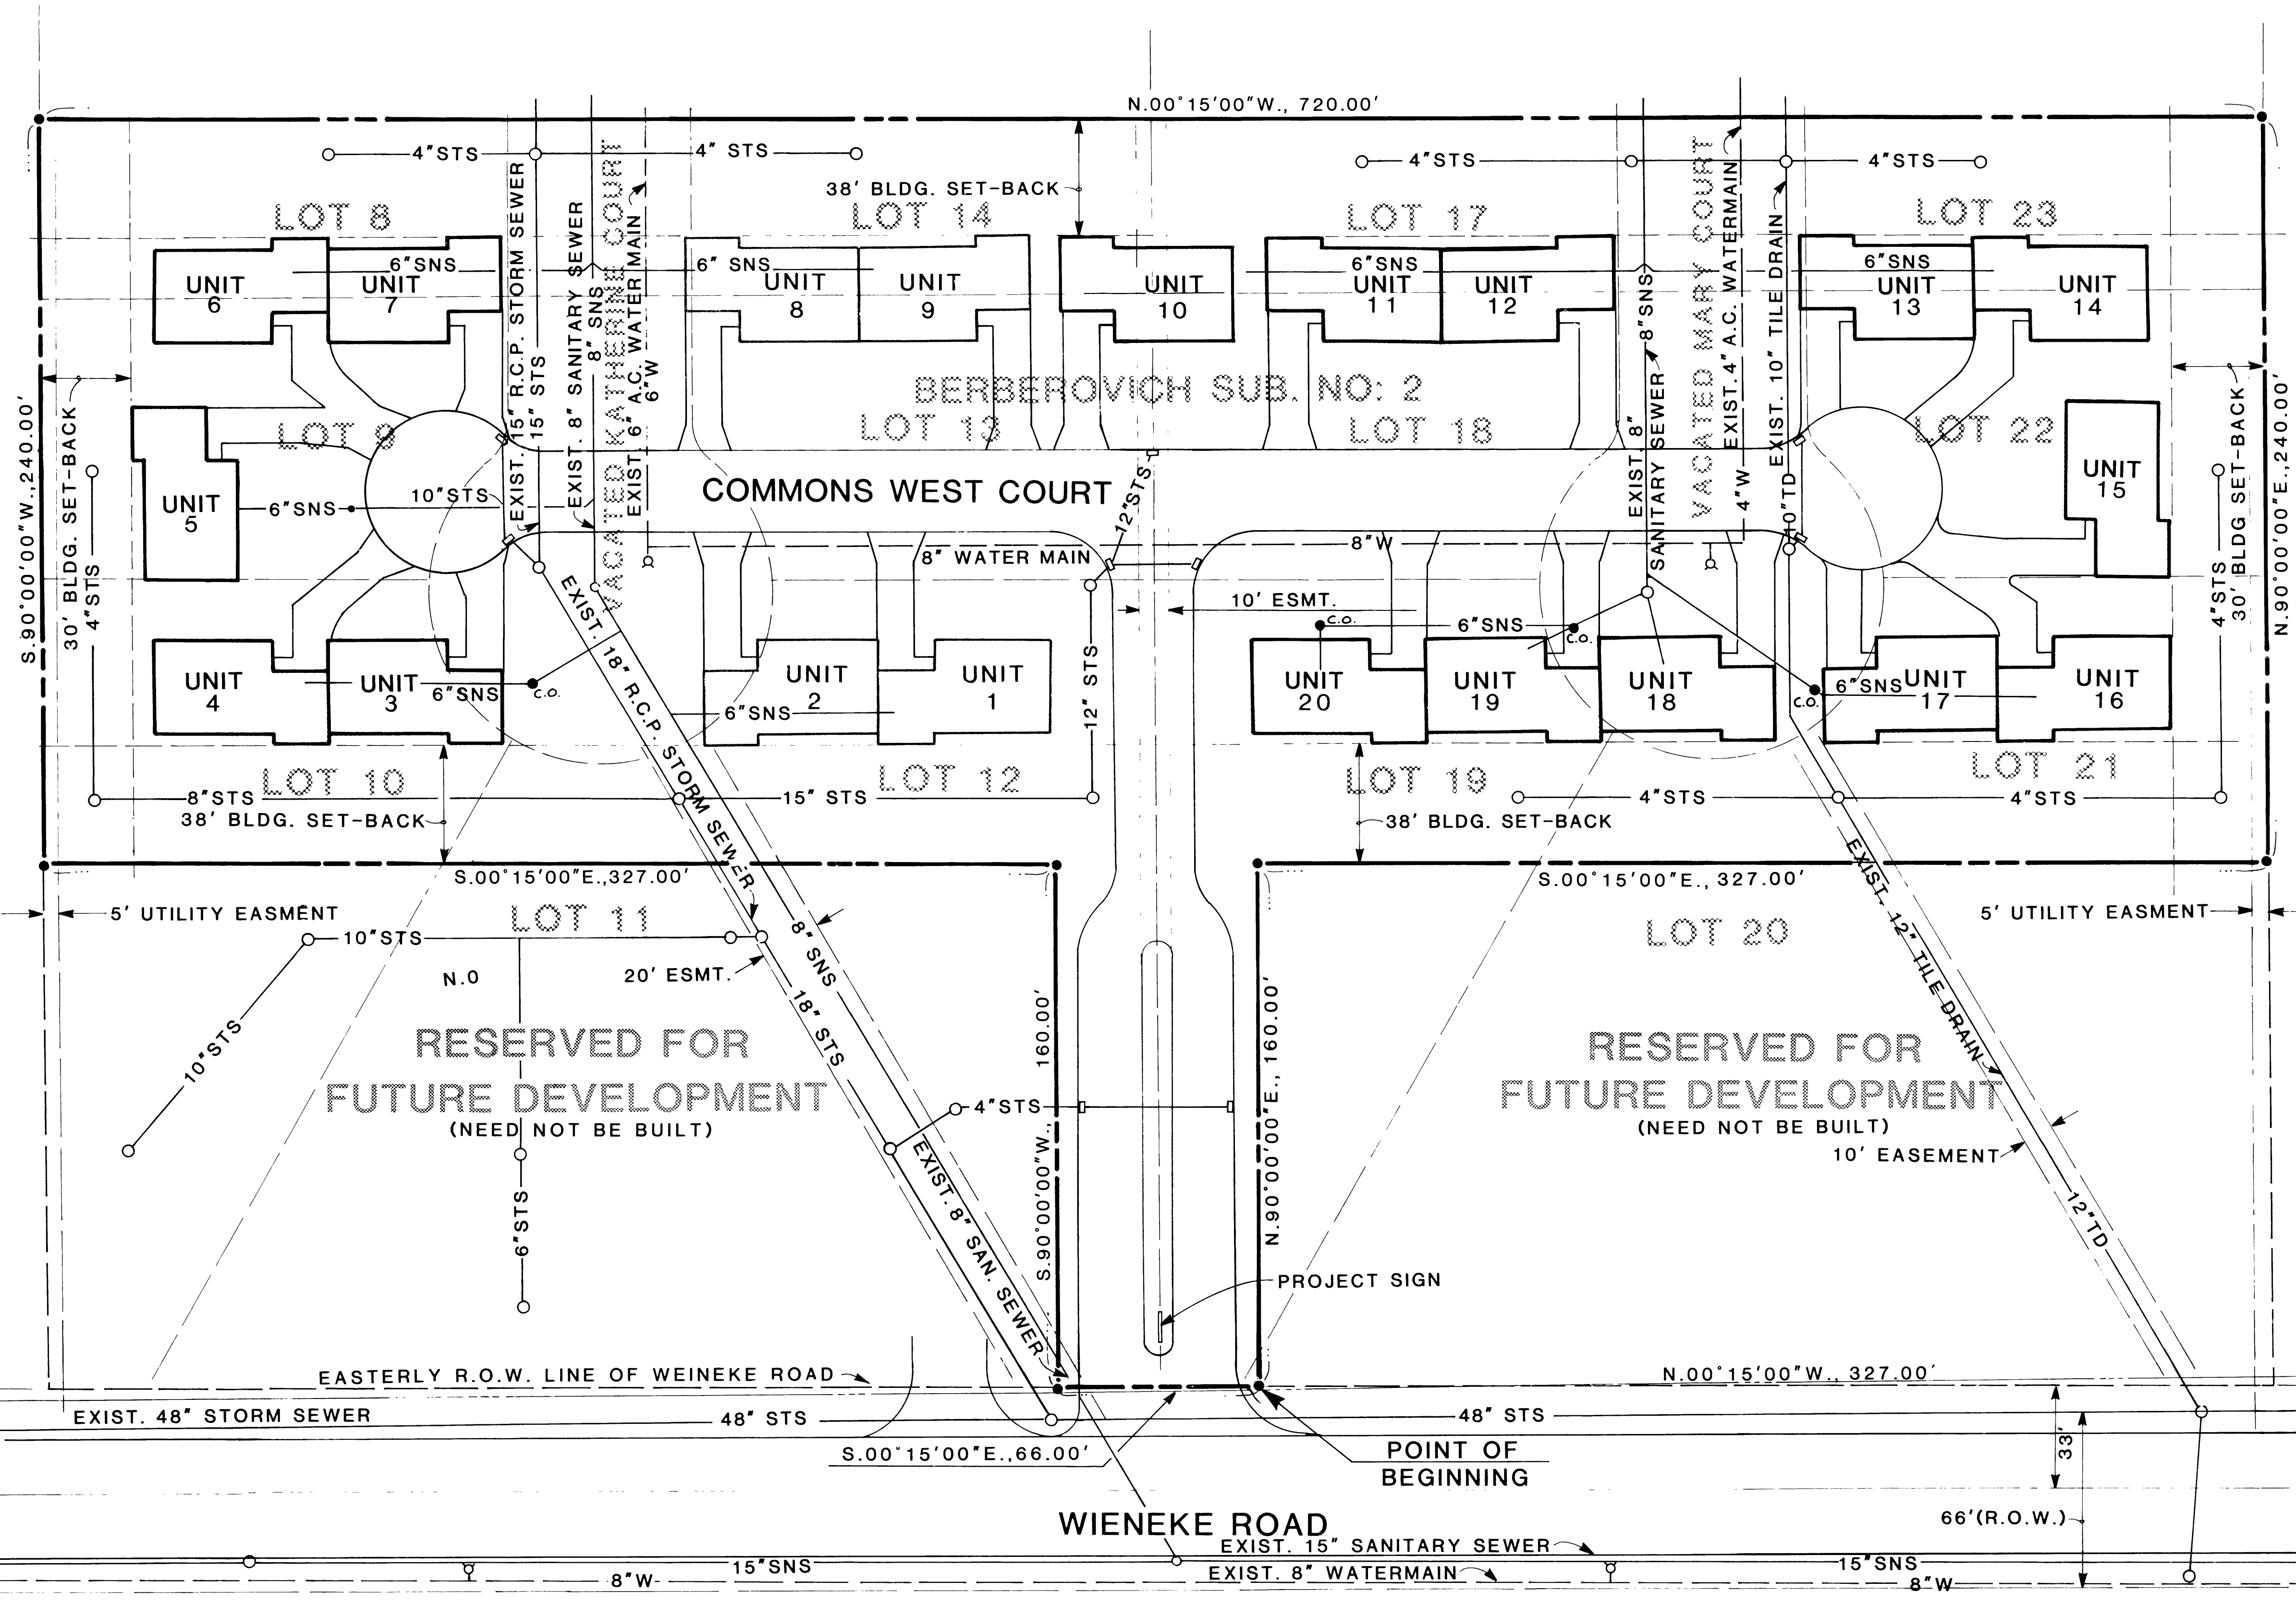 N.00°15'00"W., 720.00'
4"STS
4" STS
4"STS
4"STS
38' BLDG. SET-BACK
LOT 8
LOT 14
LOT 17
LOT 23
EXIST. 15" R.C.P. STORM SEWER
15" STS
EXIST. 8" SANITARY SEWER
8" SNS
VACATED KATHERINE COURT
EXIST. 6" A.C. WATER MAIN
6"W
EXIST. 8"
SANITARY SEWER
8"SNS
VACATED MARY COURT
EXIST. 4" A.C. WATERMAIN
4"W
EXIST. 10" TILE DRAIN
10"TD
6"SNS
6" SNS
6"SNS
6"SNS
UNIT
6
UNIT
7
UNIT
8
UNIT
9
UNIT
10
UNIT
11
UNIT
12
UNIT
13
UNIT
14
BERBEROVICH SUB. NO: 2
LOT 9
LOT 13
LOT 18
LOT 22
S.90°00'00"W.,240.00'
30' BLDG. SET-BACK
4"STS
UNIT
5
6"SNS
10"STS
COMMONS WEST COURT
12"STS
UNIT
15
4"STS
30' BLDG SET-BACK
N.90°00'00"E.,240.00'
8" WATER MAIN
8"W
10' ESMT.
C.O.
6"SNS
C.O.
EXIST. 18" R.C.P. STORM SEWER
12" STS
UNIT
4
UNIT
3
6"SNS
C.O.
6"SNS
UNIT
2
UNIT
1
UNIT
20
UNIT
19
UNIT
18
C.O.
6"SNS
UNIT
17
UNIT
16
LOT 10
LOT 12
LOT 19
LOT 21
8"STS
15" STS
4"STS
4"STS
38' BLDG. SET-BACK
38' BLDG. SET-BACK
S.00°15'00"E.,327.00'
S.00°15'00"E., 327.00'
5' UTILITY EASMENT
LOT 11
LOT 20
5' UTILITY EASMENT
10"STS
N.0
20' ESMT.
8" SNS
18" STS
EXIST. 12" TILE DRAIN
10"STS
RESERVED FOR
FUTURE DEVELOPMENT
(NEED NOT BE BUILT)
RESERVED FOR
FUTURE DEVELOPMENT
(NEED NOT BE BUILT)
4"STS
S.90°00'00"W., 160.00'
N.90°00'00"E., 160.00'
10' EASEMENT
6"STS
EXIST. 8" SAN. SEWER
12"TD
PROJECT SIGN
EASTERLY R.O.W. LINE OF WEINEKE ROAD
N.00°15'00"W., 327.00'
EXIST. 48" STORM SEWER
48" STS
48" STS
S.00°15'00"E.,66.00'
POINT OF
BEGINNING
33'
66'(R.O.W.)
WIENEKE ROAD
EXIST. 15" SANITARY SEWER
15"SNS
15"SNS
EXIST. 8" WATERMAIN
8"W
8"W